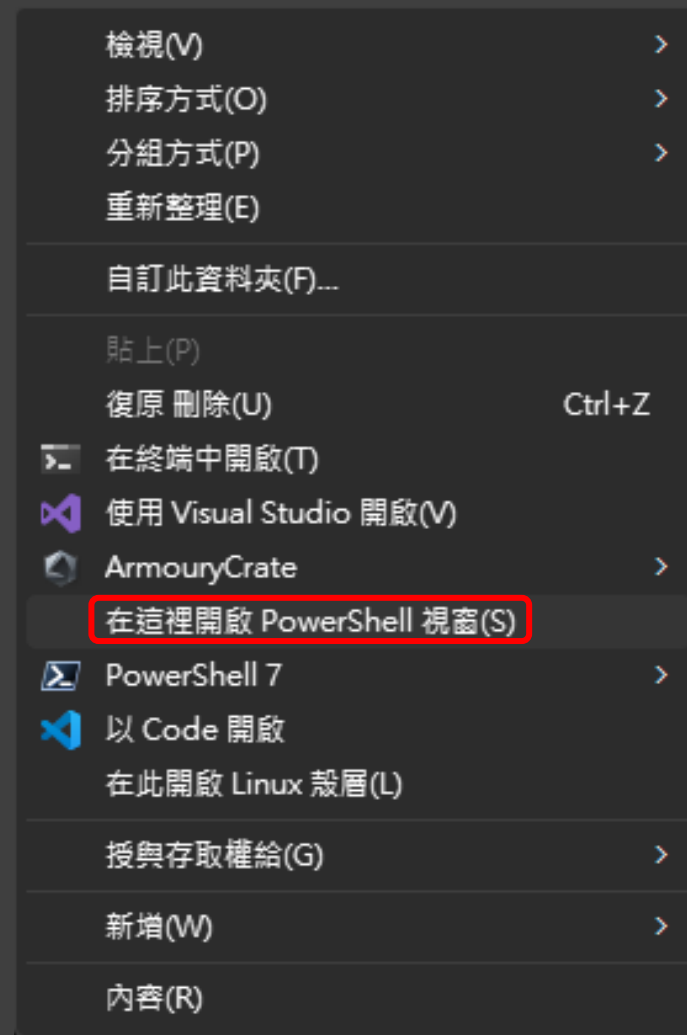 檢視(V)
排序方式(O)
分組方式(P)
重新整理(E)
自訂此資料夾(F)...
貼上(P)
復原 刪除(U) Ctrl+Z
在終端中開啟(T)
使用 Visual Studio 開啟(V)
ArmouryCrate
在這裡開啟 PowerShell 視窗(S)
PowerShell 7
以 Code 開啟
在此開啟 Linux 殼層(L)
授與存取權給(G)
新增(W)
內容(R)